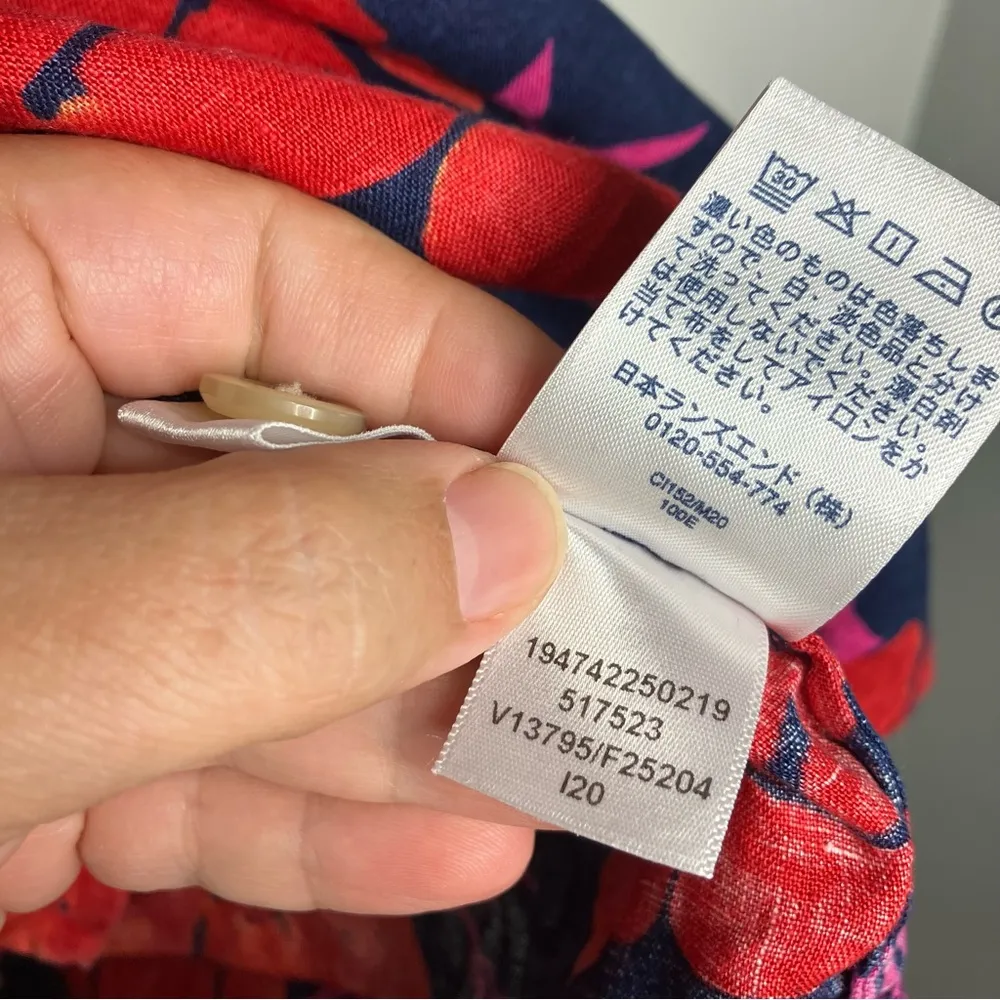 30
濃い色のものは色落ちしま
すので、白、淡色品と分け
て洗ってください。漂白剤
は使用しないでください。
当て布をしてアイロンをか
けてください。
日本ランズエンド（株）
0120-554-774
CI152/M20
100E
194742250219
517523
V13795/F25204
I20